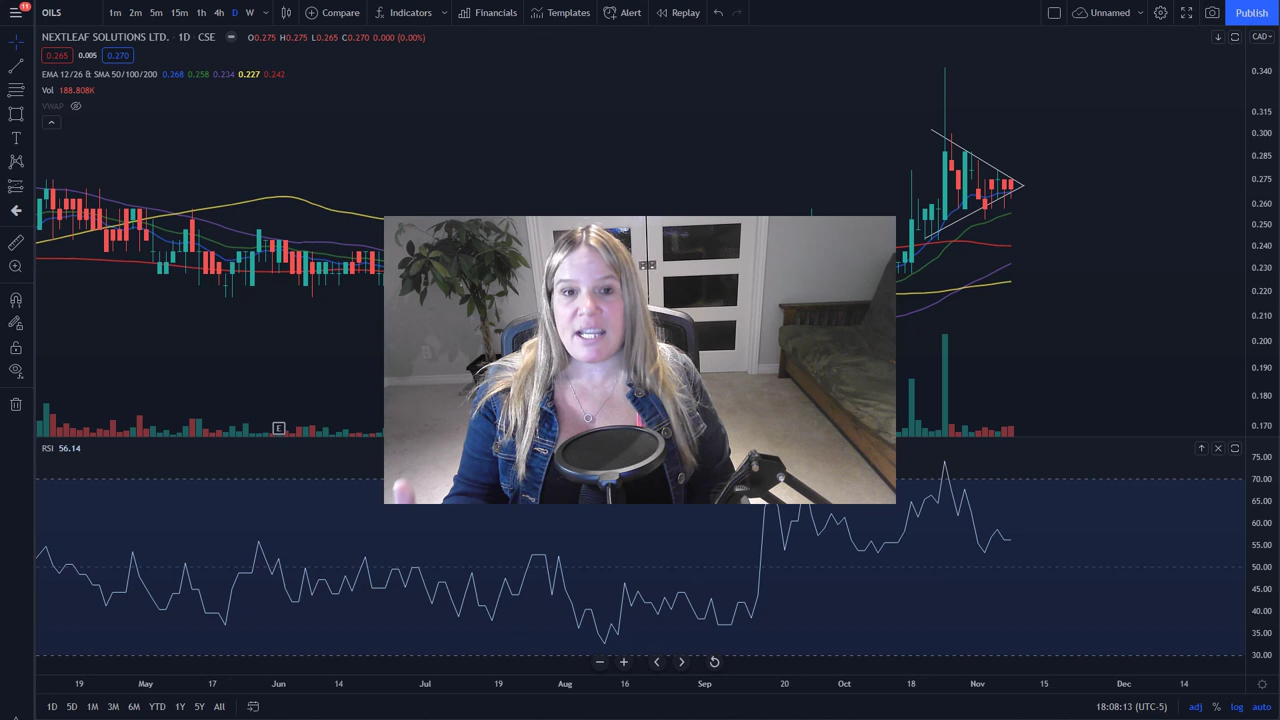 11
OILS 1m 2m 5m 15m 1h 4h D W Compare Indicators Financials Templates Alert Replay Unnamed Publish
NEXTLEAF SOLUTIONS LTD. · 1D · CSE O0.275 H0.275 L0.265 C0.270 0.000 (0.00%) CAD
0.265 0.005 0.270
EMA 12/26 & SMA 50/100/200 0.268 0.258 0.234 0.227 0.242
Vol 188.808K
VWAP
0.340
0.315
0.300
0.285
0.275
0.260
0.250
0.240
0.230
0.220
0.210
0.200
0.190
0.180
0.170
E
RSI 56.14
75.00
70.00
65.00
60.00
55.00
50.00
45.00
40.00
35.00
30.00
19 May 17 Jun 14 Jul 19 Aug 16 Sep 20 Oct 18 Nov 15 Dec 14
1D 5D 1M 3M 6M YTD 1Y 5Y All 18:08:13 (UTC-5) adj % log auto